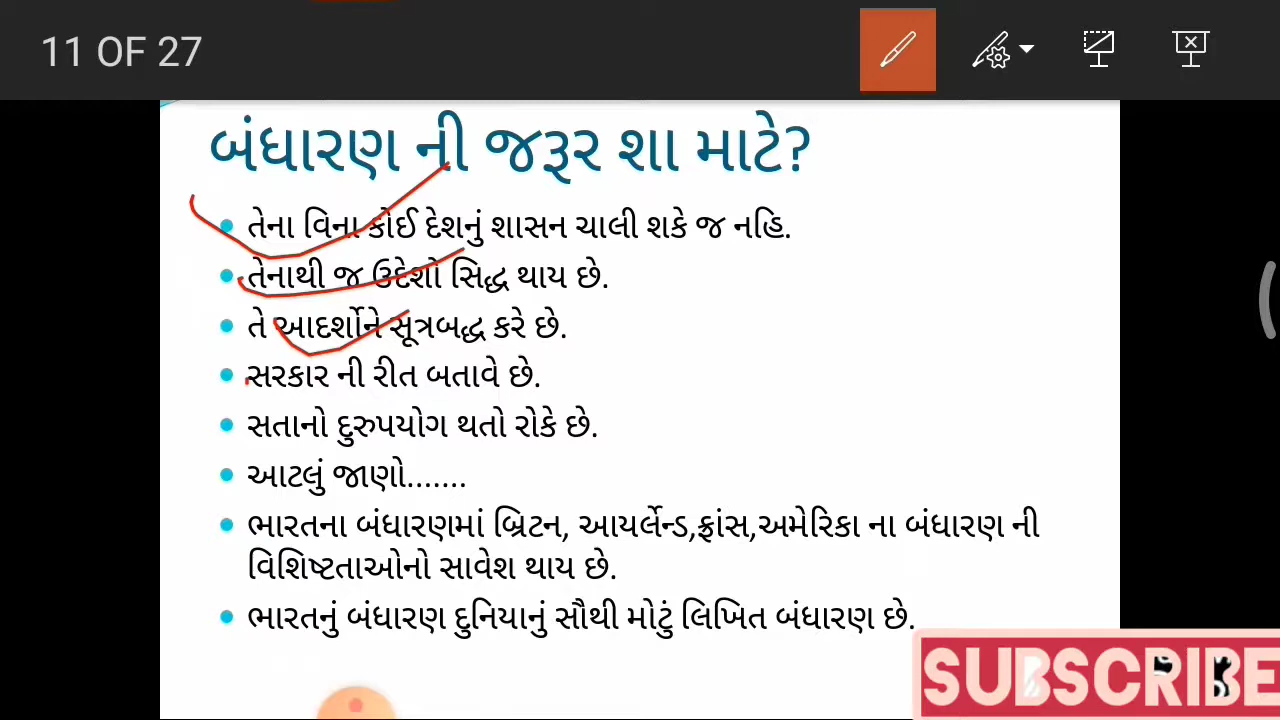 11 OF 27
બંધારણ ની જરૂર શા માટે?
તેના વિના કોઈ દેશનું શાસન ચાલી શકે જ નહિ.
તેનાથી જ ઉદેશો સિદ્ધ થાય છે.
તે આદર્શોને સૂત્રબદ્ધ કરે છે.
સરકાર ની રીત બતાવે છે.
સતાનો દુરુપયોગ થતો રોકે છે.
આટલું જાણો.......
ભારતના બંધારણમાં બ્રિટન, આયર્લેન્ડ,ફ્રાંસ,અમેરિકા ના બંધારણ ની
વિશિષ્ટતાઓનો સાવેશ થાય છે.
ભારતનું બંધારણ દુનિયાનું સૌથી મોટું લિખિત બંધારણ છે.
SUBSCRIBE